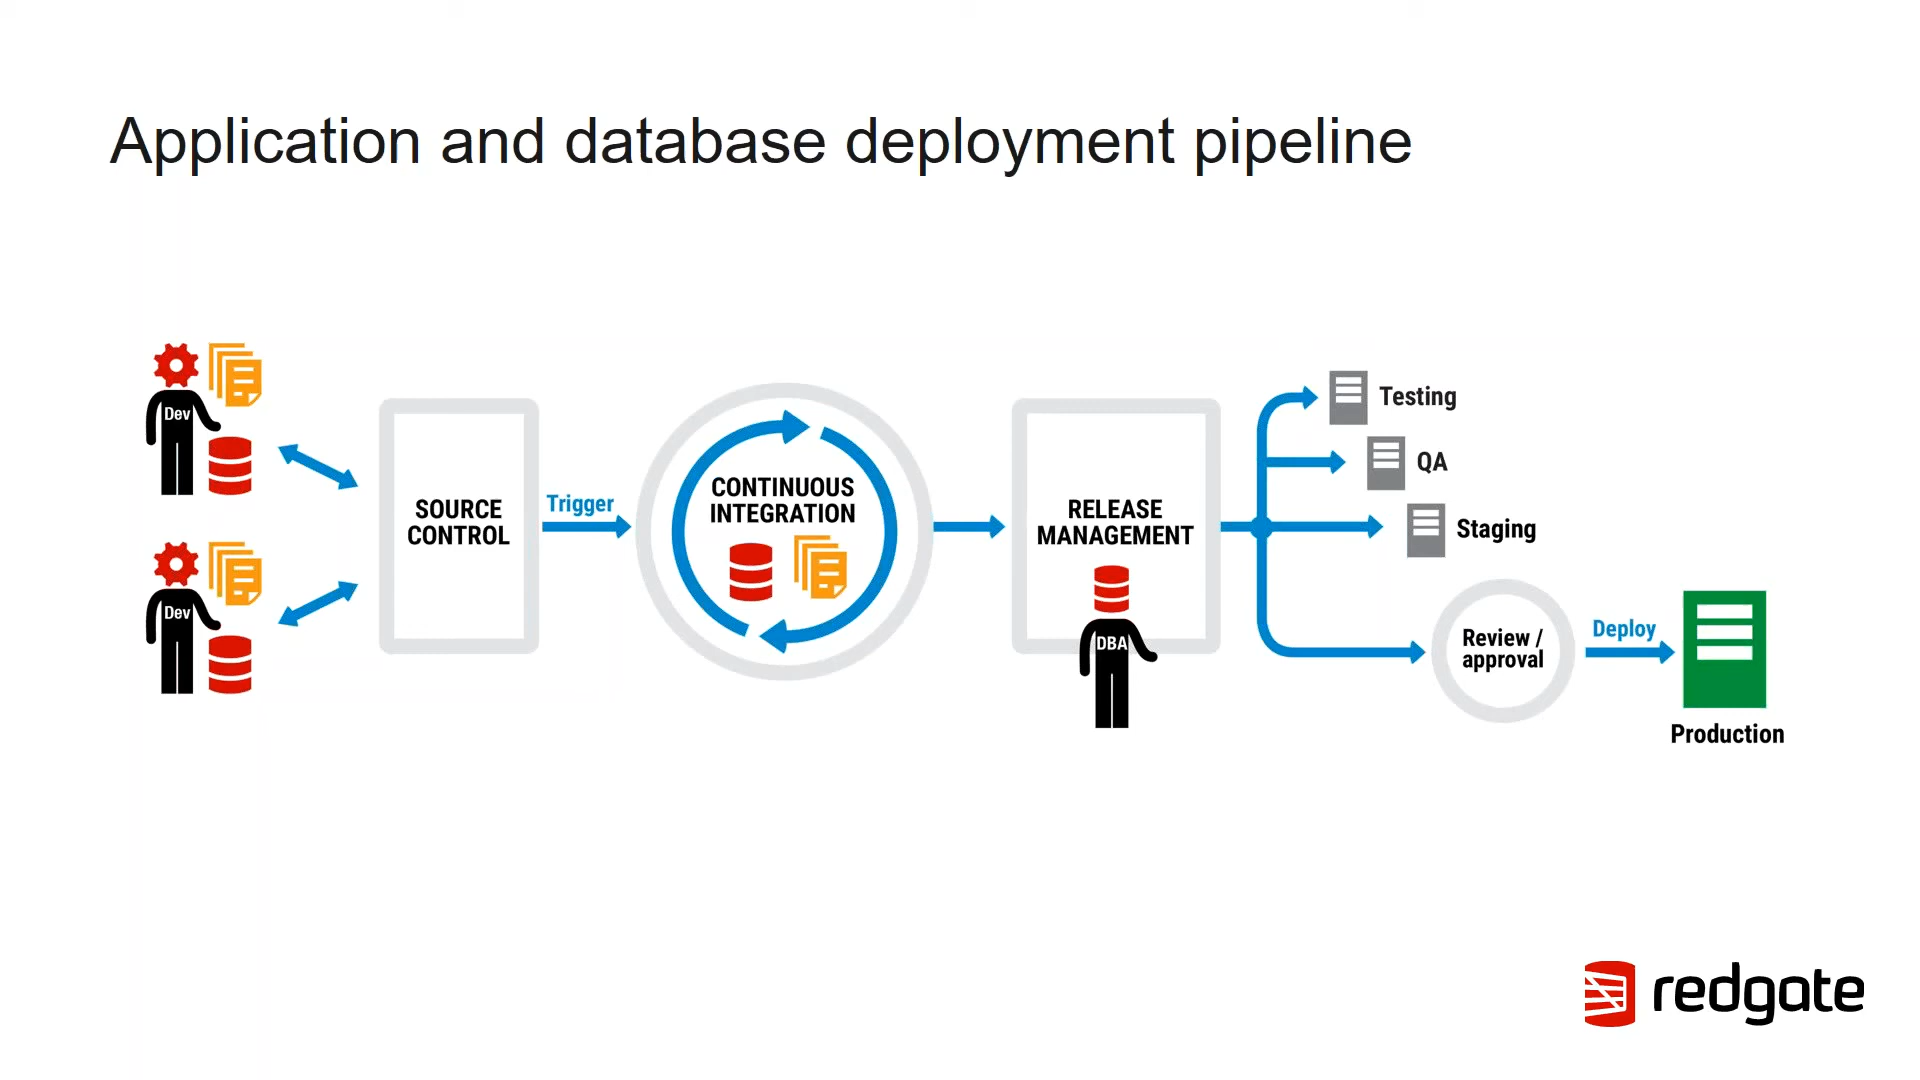 Application and database deployment pipeline
Dev
Dev
SOURCE
CONTROL
Trigger
CONTINUOUS
INTEGRATION
RELEASE
MANAGEMENT
DBA
Testing
QA
Staging
Review /
approval
Deploy
Production
redgate